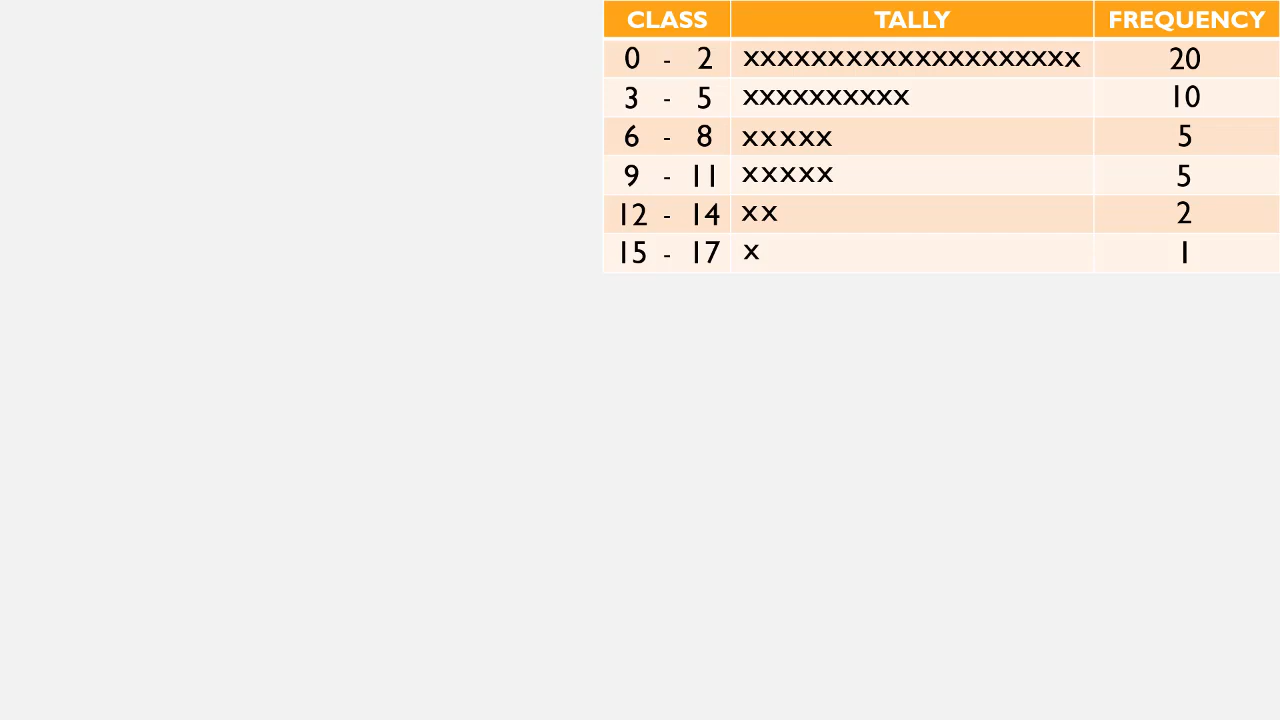 CLASS TALLY FREQUENCY
0 - 2 xxxxxxxxxxxxxxxxxxxx 20
3 - 5 xxxxxxxxxx 10
6 - 8 xxxxx 5
9 - 11 xxxxx 5
12 - 14 xx 2
15 - 17 x 1